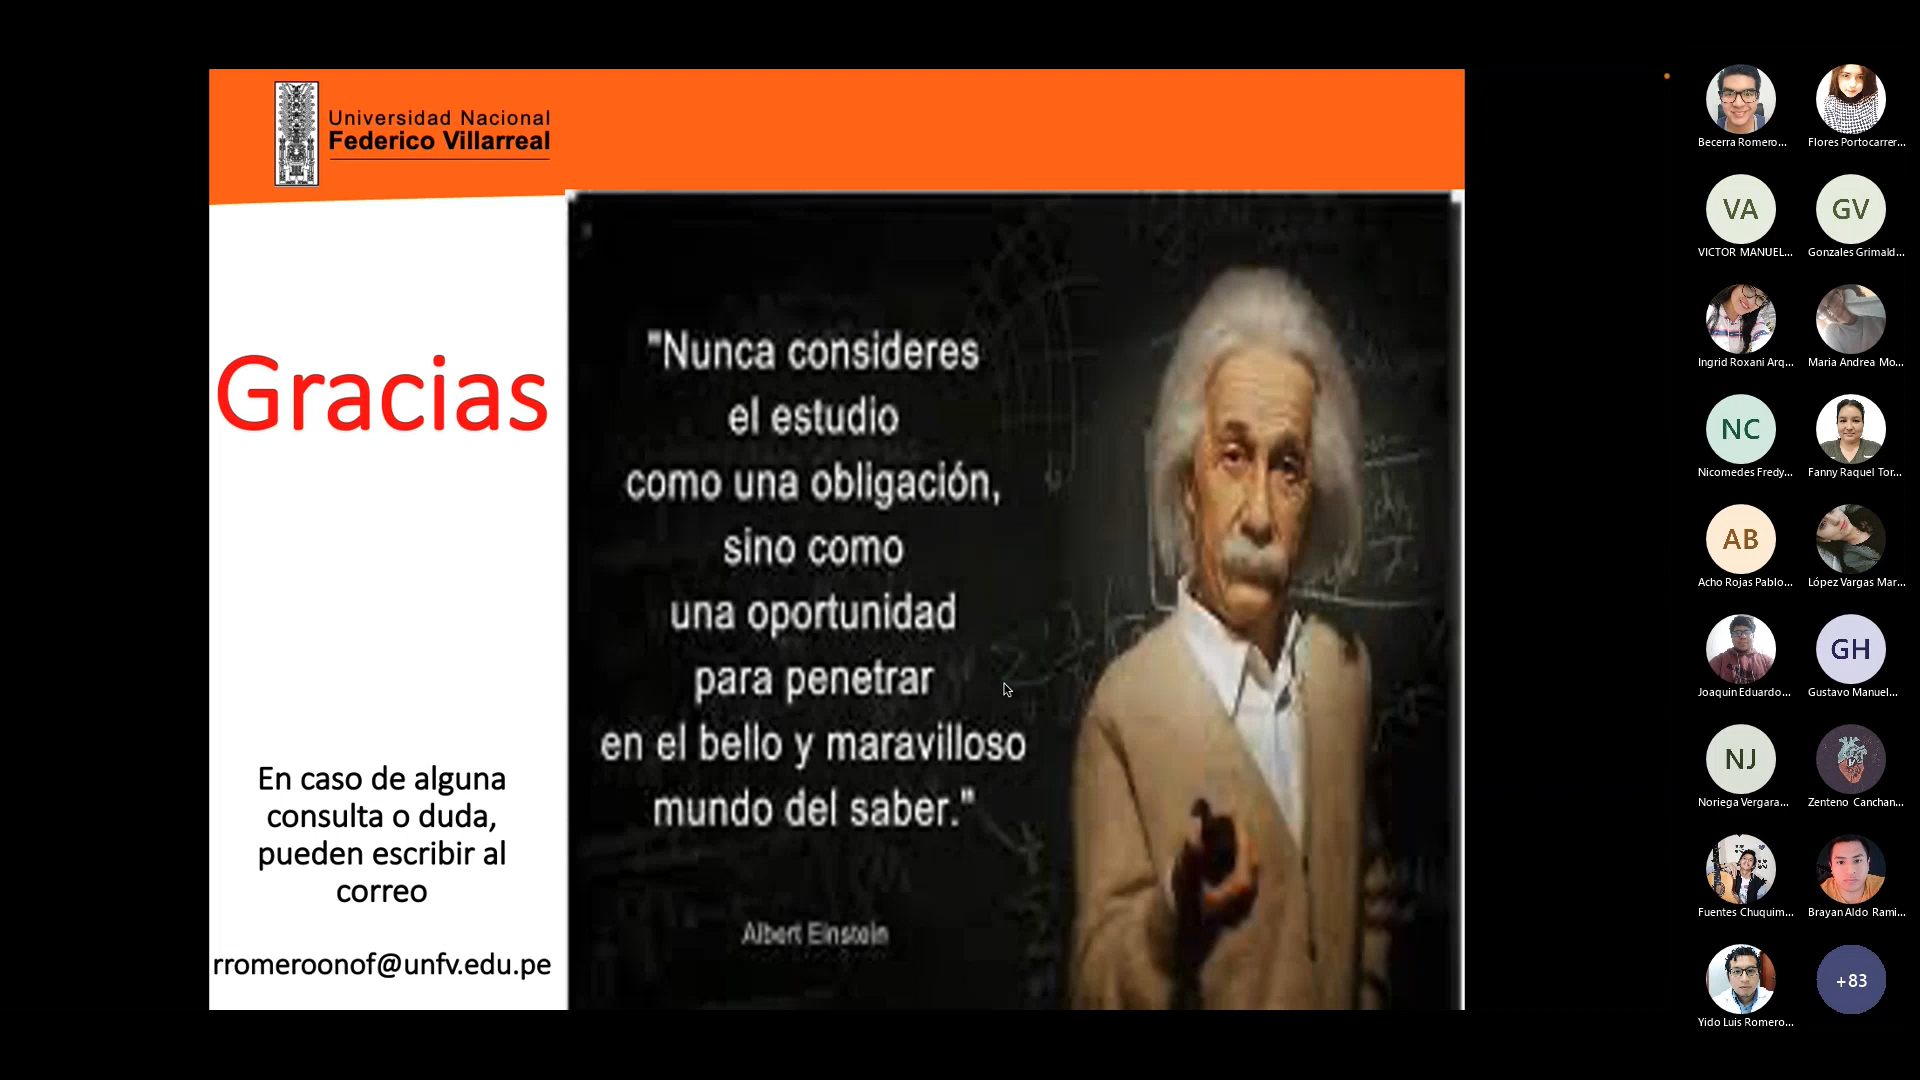 Universidad Nacional
Federico Villarreal
Gracias
En caso de alguna
consulta o duda,
pueden escribir al
correo
rromeroonof@unfv.edu.pe
"Nunca consideres
el estudio
como una obligación,
sino como
una oportunidad
para penetrar
en el bello y maravilloso
mundo del saber."
Albert Einstein
Becerra Romero...
Flores Portocarrer...
VA
VICTOR MANUEL...
GV
Gonzales Grimald...
Ingrid Roxani Arq...
Maria Andrea Mo...
NC
Nicomedes Fredy...
Fanny Raquel Tor...
AB
Acho Rojas Pablo...
López Vargas Mar...
Joaquin Eduardo...
GH
Gustavo Manuel...
NJ
Noriega Vergara...
Zenteno Canchan...
Fuentes Chuquim...
Brayan Aldo Rami...
Yido Luis Romero...
+83